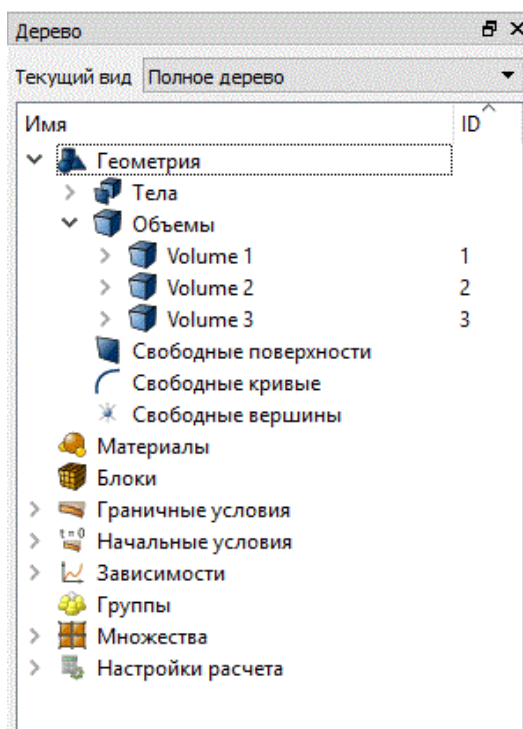 Дерево
Текущий вид Полное дерево
Имя ID
Геометрия
Тела
Объемы
Volume 1 1
Volume 2 2
Volume 3 3
Свободные поверхности
Свободные кривые
Свободные вершины
Материалы
Блоки
Граничные условия
t=0 Начальные условия
Зависимости
Группы
Множества
Настройки расчета